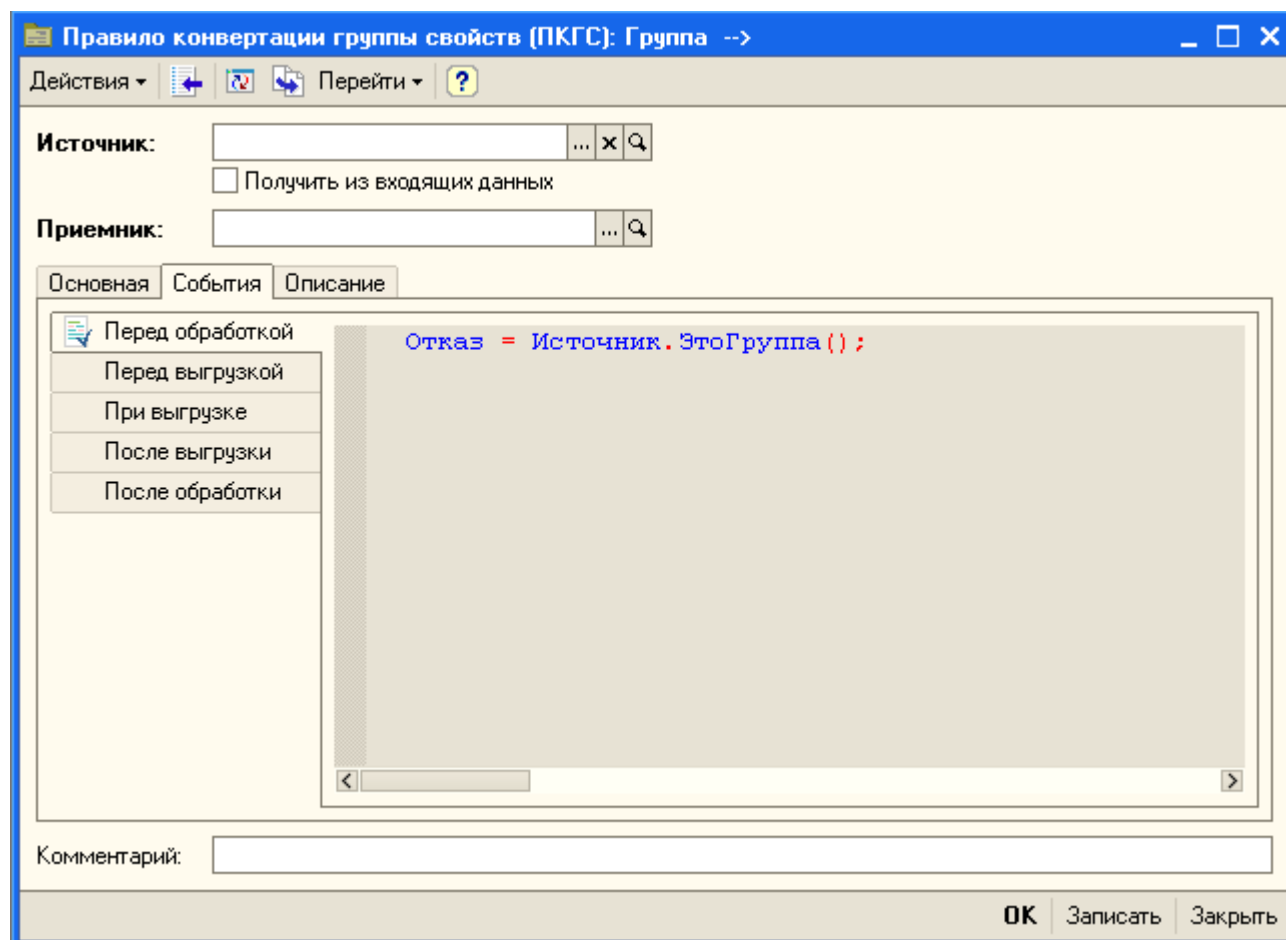 Правило конвертации группы свойств (ПКГС): Группа -->
Действия Перейти ?
Источник: ...
Получить из входящих данных
Приемник: ...
Основная События Описание
Перед обработкой
Отказ = Источник.ЭтоГруппа();
Перед выгрузкой
При выгрузке
После выгрузки
После обработки
Комментарий:
ОК Записать Закрыть